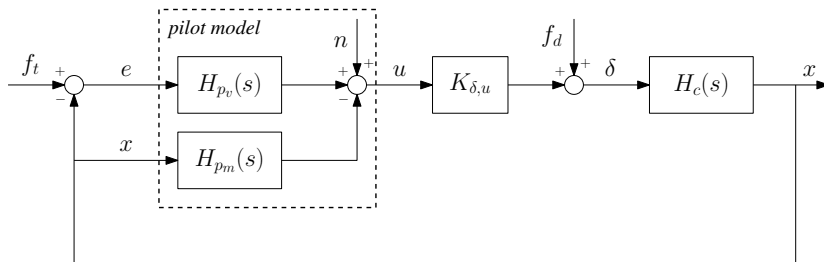 pilot model
n
f_d
f_t
+
−
e
H_{p_v}(s)
+
+
−
u
K_{δ,u}
+
+
δ
H_c(s)
x
x
H_{p_m}(s)